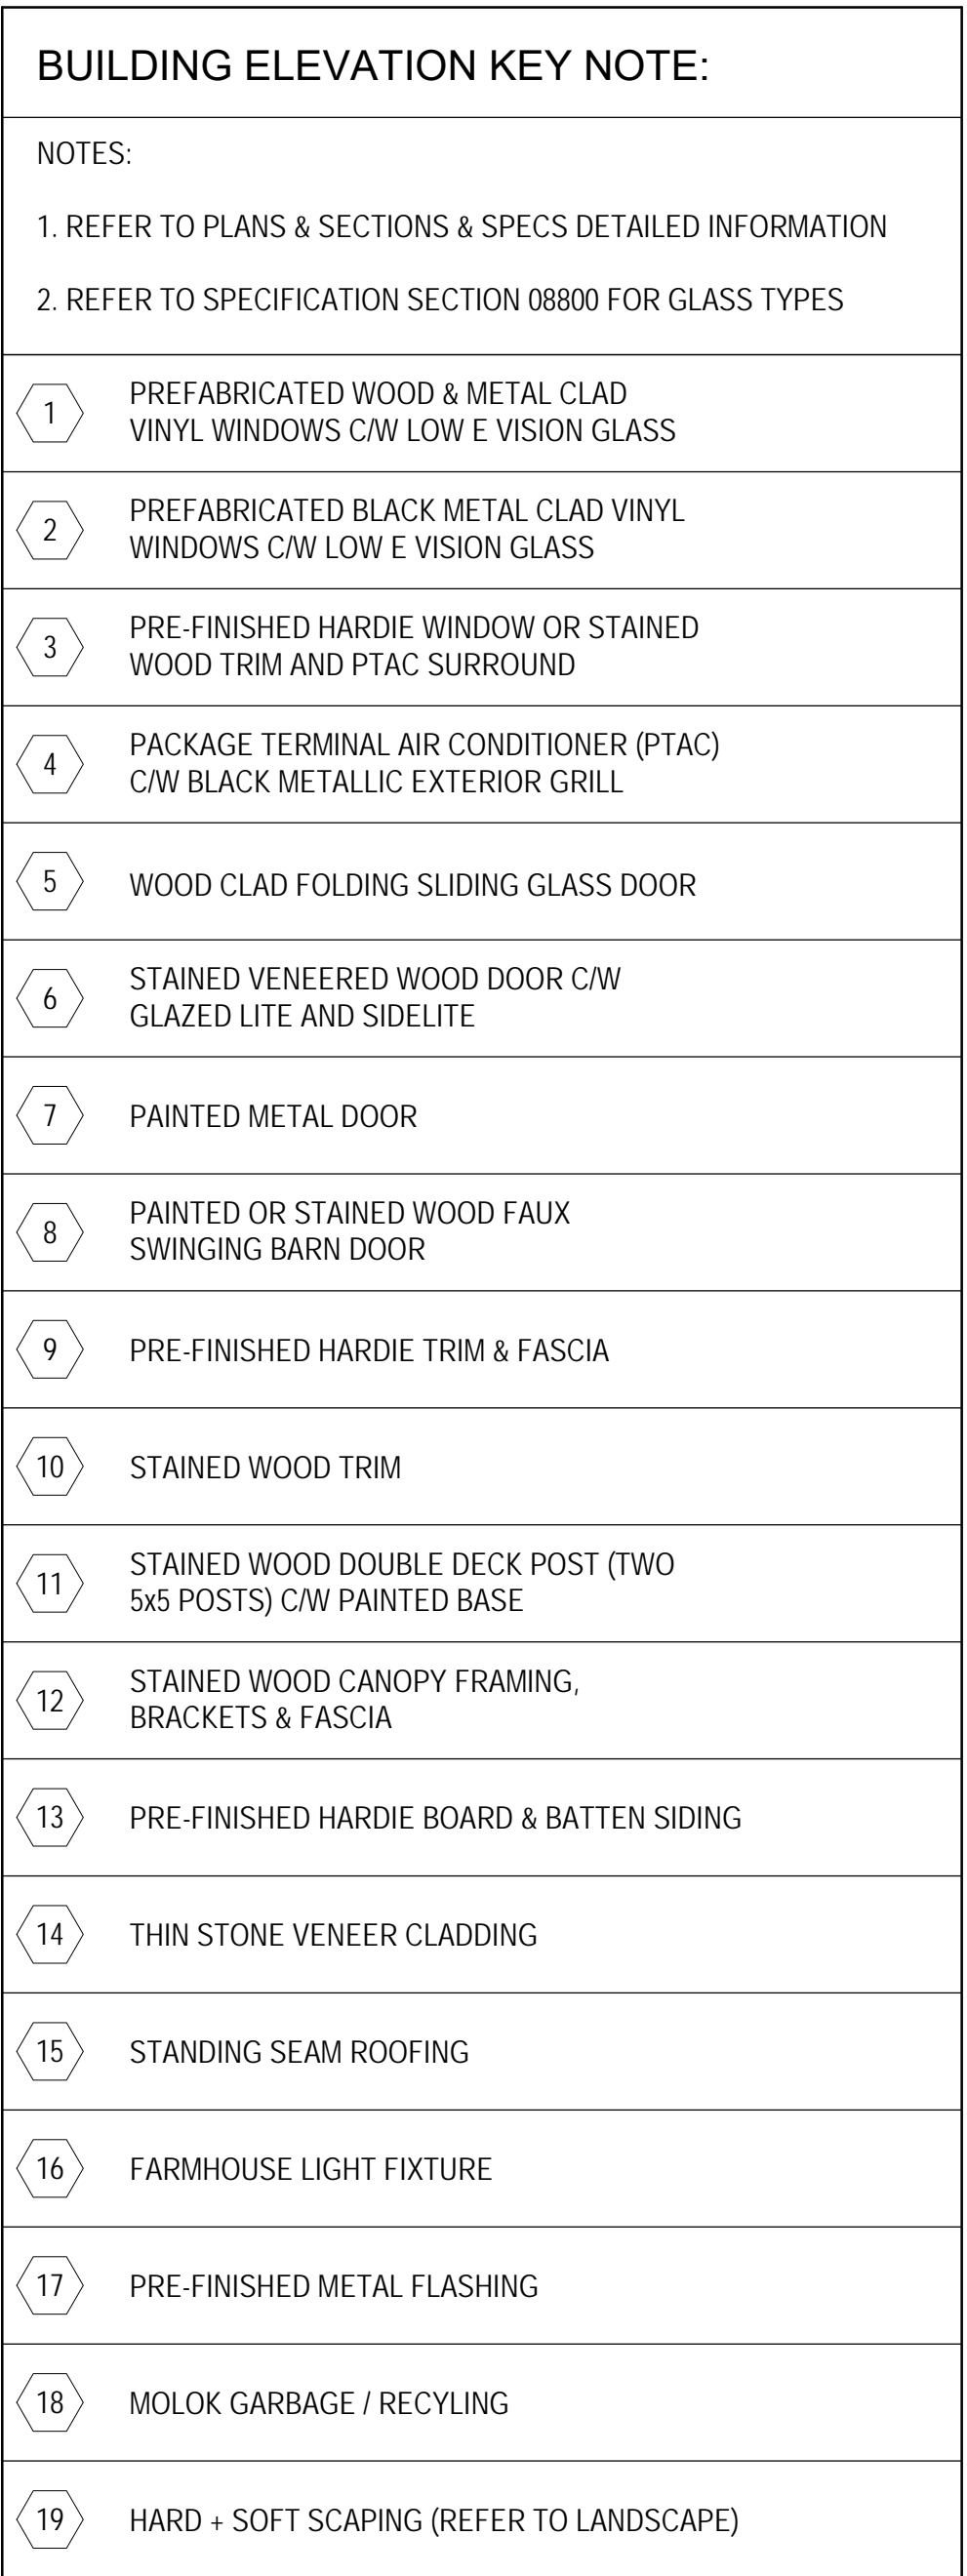 BUILDING ELEVATION KEY NOTE:
NOTES:
1. REFER TO PLANS & SECTIONS & SPECS DETAILED INFORMATION
2. REFER TO SPECIFICATION SECTION 08800 FOR GLASS TYPES
1
PREFABRICATED WOOD & METAL CLAD
VINYL WINDOWS C/W LOW E VISION GLASS
2
PREFABRICATED BLACK METAL CLAD VINYL
WINDOWS C/W LOW E VISION GLASS
3
PRE-FINISHED HARDIE WINDOW OR STAINED
WOOD TRIM AND PTAC SURROUND
4
PACKAGE TERMINAL AIR CONDITIONER (PTAC)
C/W BLACK METALLIC EXTERIOR GRILL
5
WOOD CLAD FOLDING SLIDING GLASS DOOR
6
STAINED VENEERED WOOD DOOR C/W
GLAZED LITE AND SIDELITE
7
PAINTED METAL DOOR
8
PAINTED OR STAINED WOOD FAUX
SWINGING BARN DOOR
9
PRE-FINISHED HARDIE TRIM & FASCIA
10
STAINED WOOD TRIM
11
STAINED WOOD DOUBLE DECK POST (TWO
5x5 POSTS) C/W PAINTED BASE
12
STAINED WOOD CANOPY FRAMING,
BRACKETS & FASCIA
13
PRE-FINISHED HARDIE BOARD & BATTEN SIDING
14
THIN STONE VENEER CLADDING
15
STANDING SEAM ROOFING
16
FARMHOUSE LIGHT FIXTURE
17
PRE-FINISHED METAL FLASHING
18
MOLOK GARBAGE / RECYLING
19
HARD + SOFT SCAPING (REFER TO LANDSCAPE)